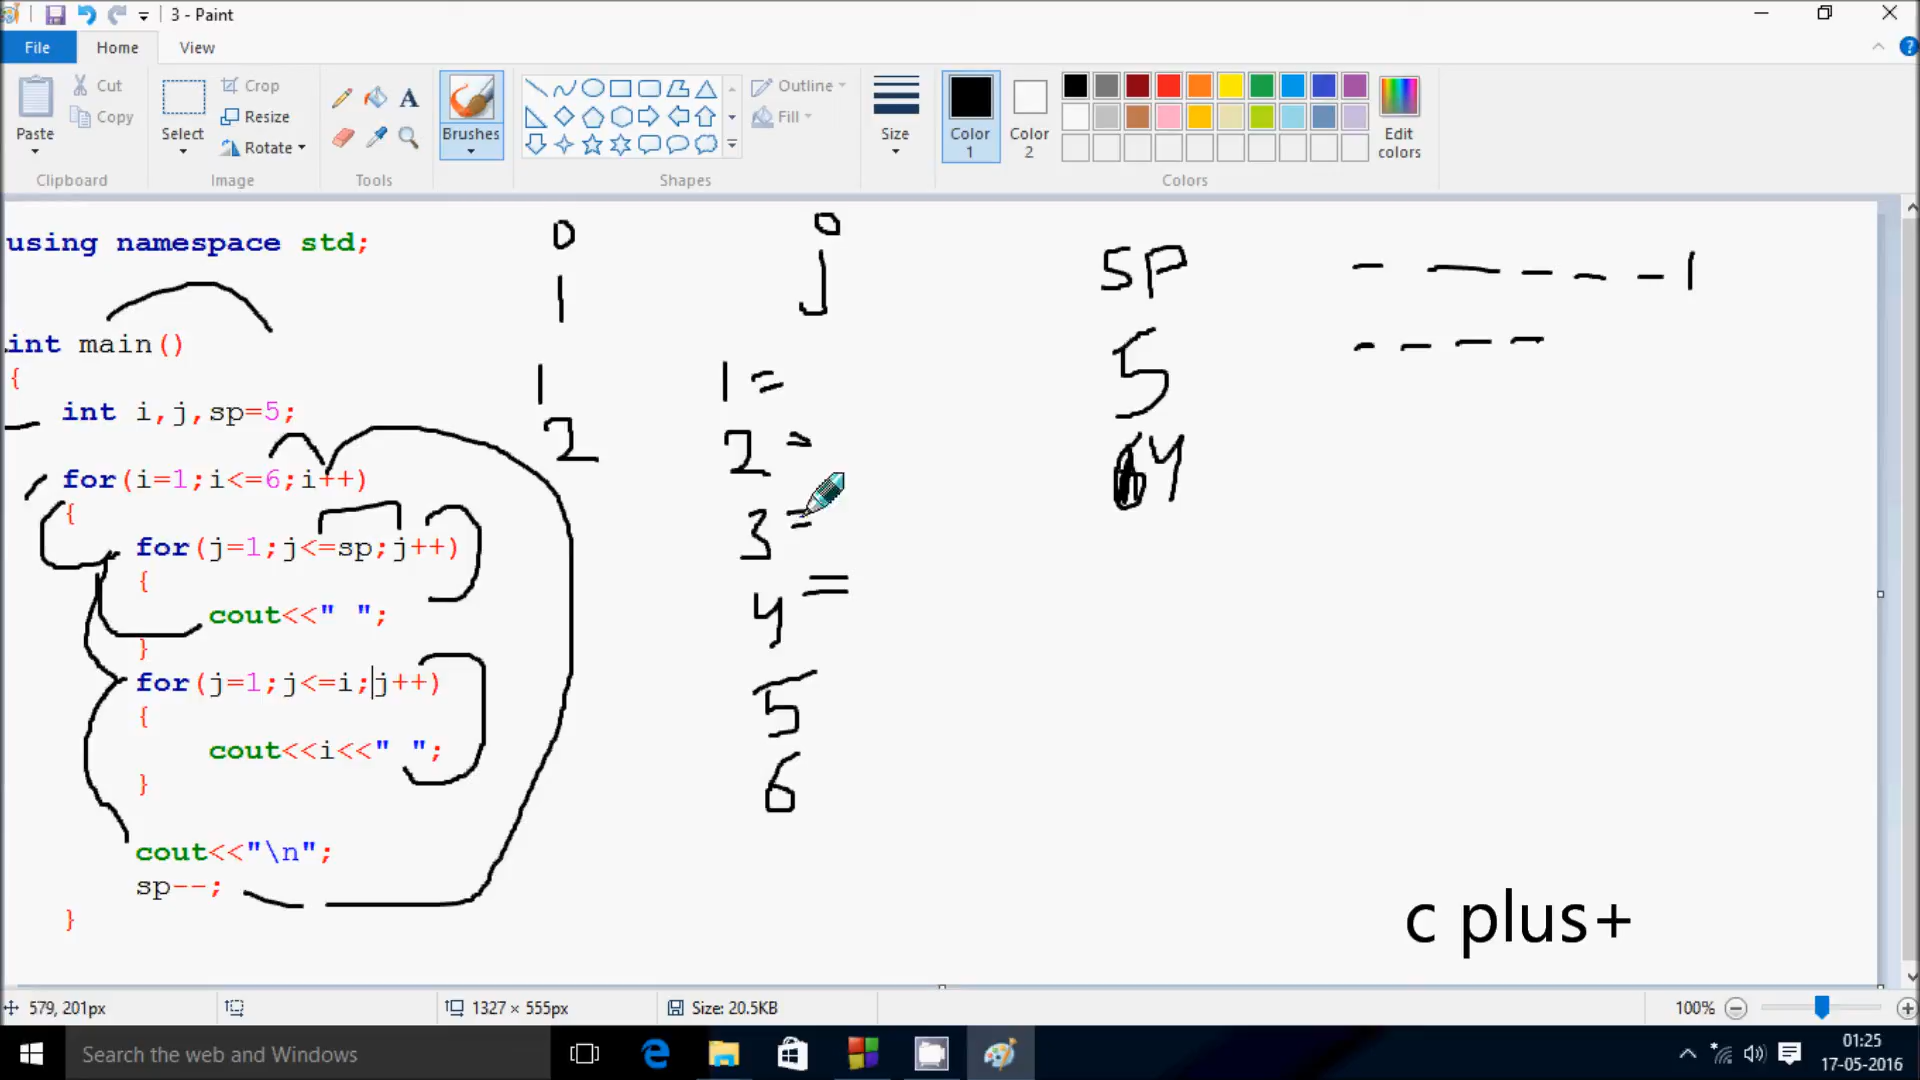 3 - Paint
File Home View
Paste
Cut
Copy
Clipboard
Select
Crop
Resize
Rotate
Image
Tools
Brushes
Shapes
Outline
Fill
Size
Color 1
Color 2
Edit colors
Colors
using namespace std;
int main()
{
int i,j,sp=5;
for(i=1;i<=6;i++)
{
for(j=1;j<=sp;j++)
{
cout<<" ";
}
for(j=1;j<=i;j++)
{
cout<<i<<" ";
}
cout<<"\n";
sp--;
}
0
1
1
2
0
J
1 =
2 =
3 =
4 =
5
6
SP
5
4
- - - - - 1
- - - -
c plus+
579, 201px
1327 × 555px
Size: 20.5KB
100%
Search the web and Windows
01:25
17-05-2016